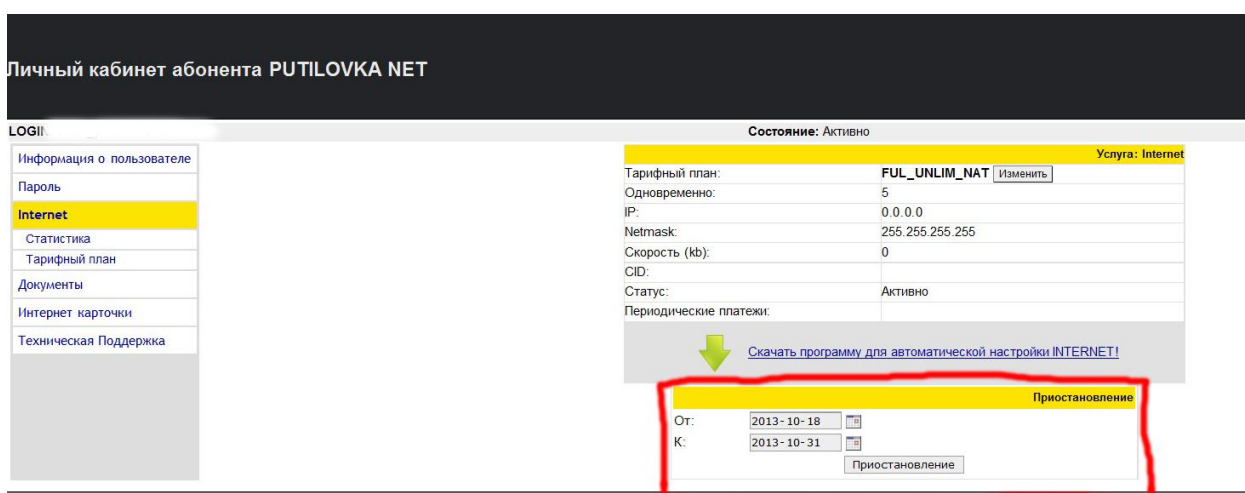 Личный кабинет абонента PUTILOVKA NET
LOGIN
Состояние: Активно
Информация о пользователе
Пароль
Internet
Статистика
Тарифный план
Документы
Интернет карточки
Техническая Поддержка
Услуга: Internet
Тарифный план: FUL_UNLIM_NAT Изменить
Одновременно: 5
IP: 0.0.0.0
Netmask: 255.255.255.255
Скорость (kb): 0
CID:
Статус: Активно
Периодические платежи:
Скачать программу для автоматической настройки INTERNET!
Приостановление
От: 2013-10-18
К: 2013-10-31
Приостановление